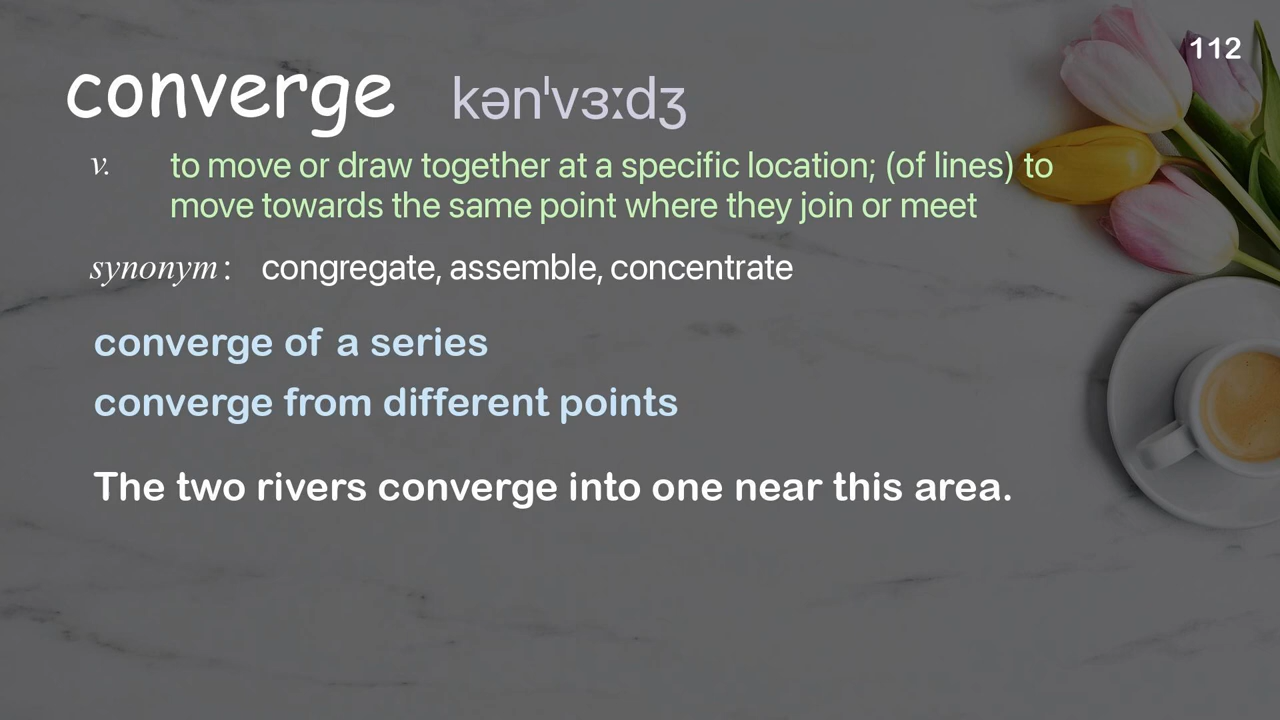 112
converge kənˈvɜːdʒ
v. to move or draw together at a specific location; (of lines) to
move towards the same point where they join or meet
synonym: congregate, assemble, concentrate
converge of a series
converge from different points
The two rivers converge into one near this area.